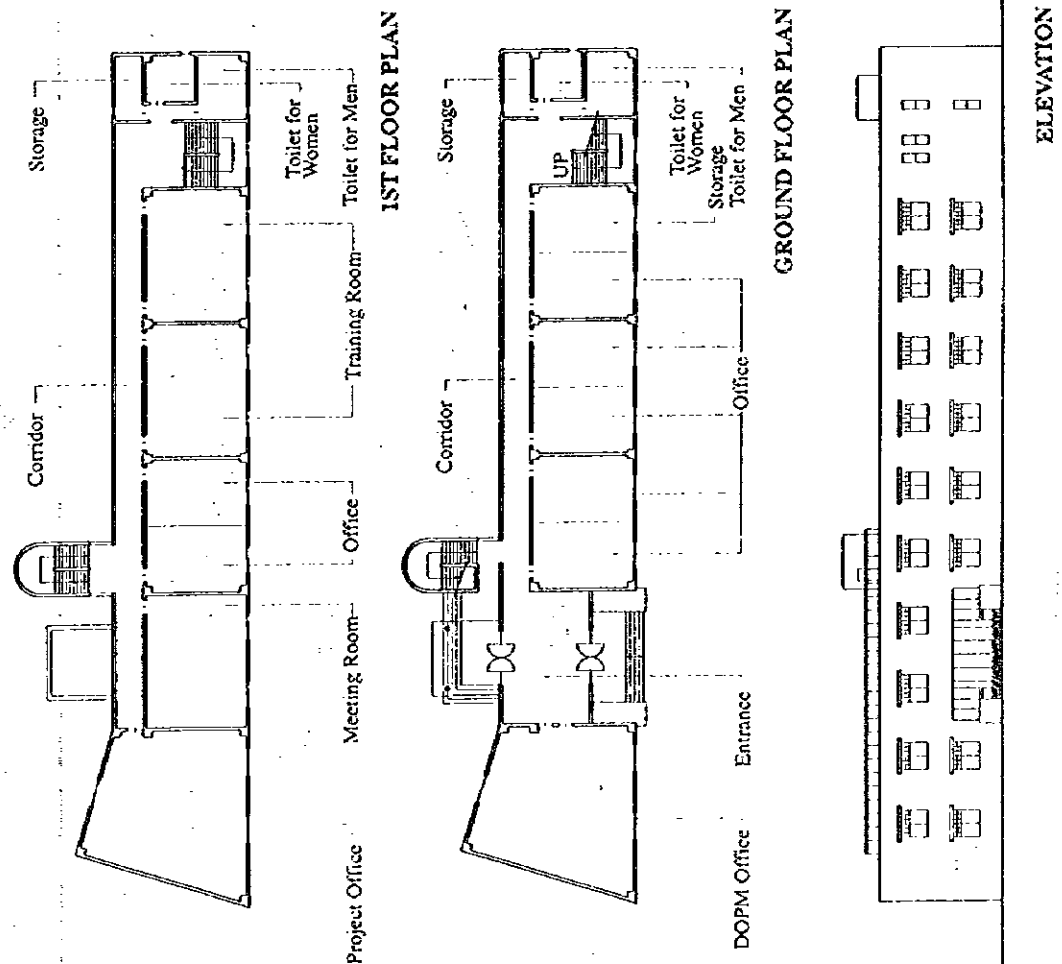 Storage
Corridor
Toilet for
Women
Toilet for Men
Training Room
Office
Meeting Room
Project Office
1ST FLOOR PLAN
Storage
Corridor
UP
Toilet for
Women
Storage
Toilet for Men
Office
Entrance
DOPM Office
GROUND FLOOR PLAN
ELEVATION